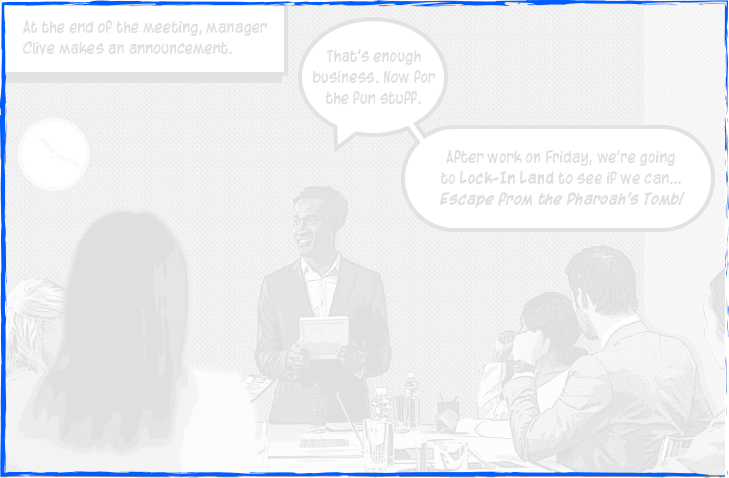 At the end of the meeting, manager
Clive makes an announcement.
That's enough
business. Now for
the fun stuff.
After work on Friday, we're going
to Lock-In Land to see if we can...
Escape from the Pharoah's Tomb!